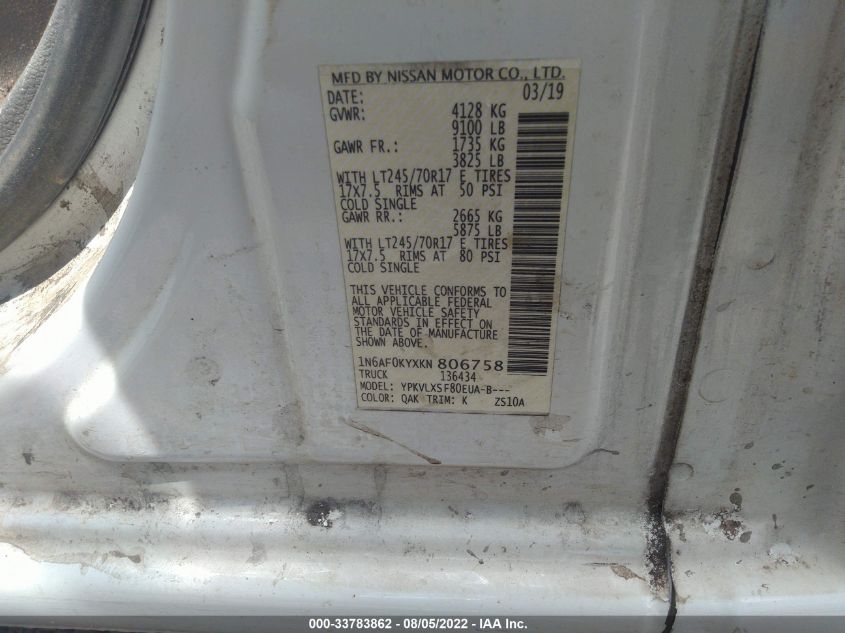 MFD BY NISSAN MOTOR CO., LTD.
DATE: 03/19
GVWR: 4128 KG
9100 LB
GAWR FR.: 1735 KG
3825 LB
WITH LT245/70R17 E TIRES
17X7.5 RIMS AT 50 PSI
COLD SINGLE
GAWR RR.: 2665 KG
5875 LB
WITH LT245/70R17 E TIRES
17X7.5 RIMS AT 80 PSI
COLD SINGLE
THIS VEHICLE CONFORMS TO
ALL APPLICABLE FEDERAL
MOTOR VEHICLE SAFETY
STANDARDS IN EFFECT ON
THE DATE OF MANUFACTURE
SHOWN ABOVE.
1N6AF0KYXKN 806758
TRUCK 136434
MODEL: YPKVLXSF80EUA-B---
COLOR: QAK TRIM: K ZS10A
000-33783862 - 08/05/2022 - IAA Inc.